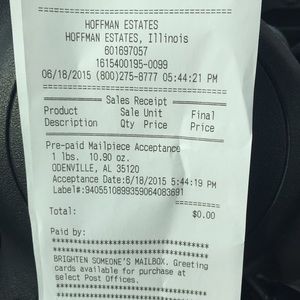 HOFFMAN ESTATES
HOFFMAN ESTATES, Illinois
601697057
1615400195-0099
06/18/2015 (800)275-8777 05:44:21 PM
Sales Receipt
Product Sale Unit Final
Description Qty Price Price
Pre-paid Mailpiece Acceptance
1 lbs. 10.90 oz.
ODENVILLE, AL 35120
Acceptance Date:6/18/2015 5:44:19 PM
Label#:9405510899359064083691
Total: $0.00
Paid by:
BRIGHTEN SOMEONE'S MAILBOX. Greeting
cards available for purchase at
select Post Offices.